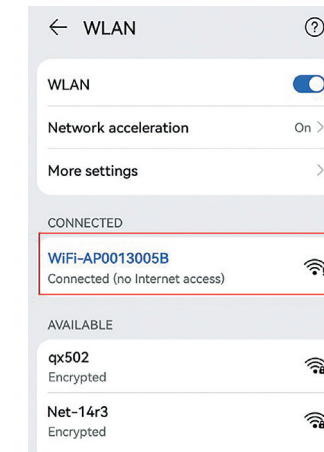 WLAN
WLAN
Network acceleration On
More settings
CONNECTED
WiFi-AP0013005B
Connected (no Internet access)
AVAILABLE
qx502
Encrypted
Net-14r3
Encrypted